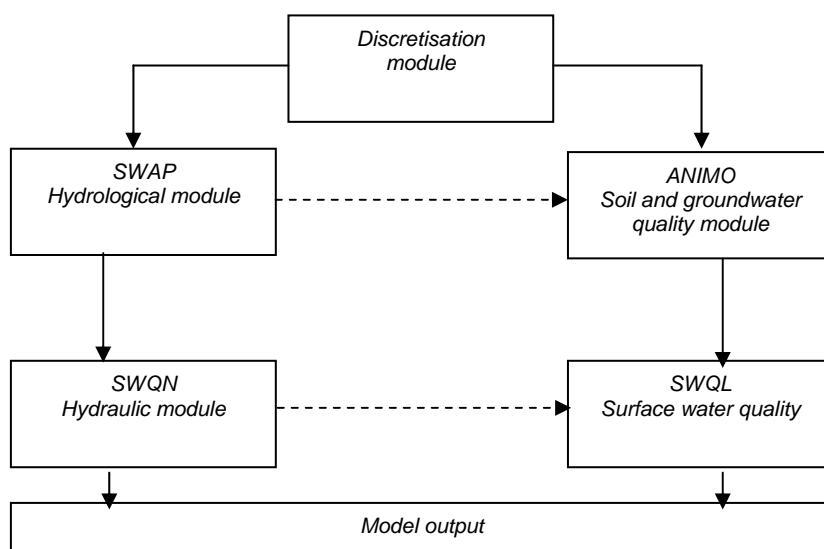 Discretisation
module
SWAP
Hydrological module
ANIMO
Soil and groundwater
quality module
SWQN
Hydraulic module
SWQL
Surface water quality
Model output